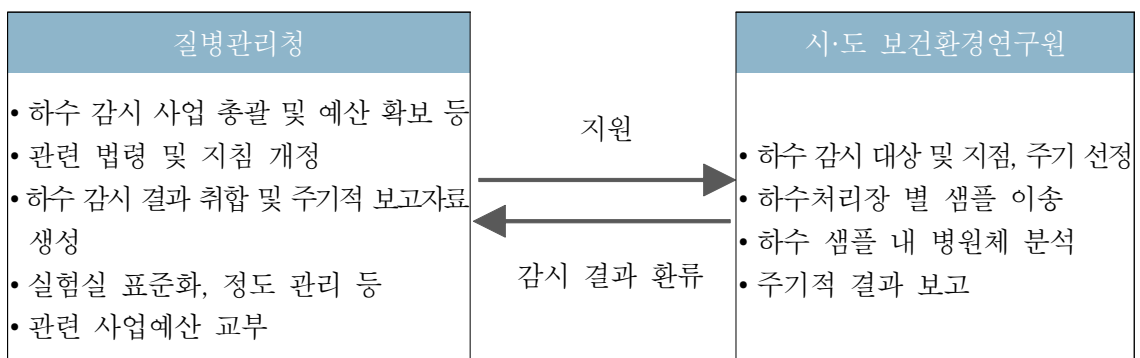 질병관리청
• 하수 감시 사업 총괄 및 예산 확보 등
• 관련 법령 및 지침 개정
• 하수 감시 결과 취합 및 주기적 보고자료
생성
• 실험실 표준화, 정도 관리 등
• 관련 사업예산 교부
지원
감시 결과 환류
시·도 보건환경연구원
• 하수 감시 대상 및 지점, 주기 선정
• 하수처리장 별 샘플 이송
• 하수 샘플 내 병원체 분석
• 주기적 결과 보고